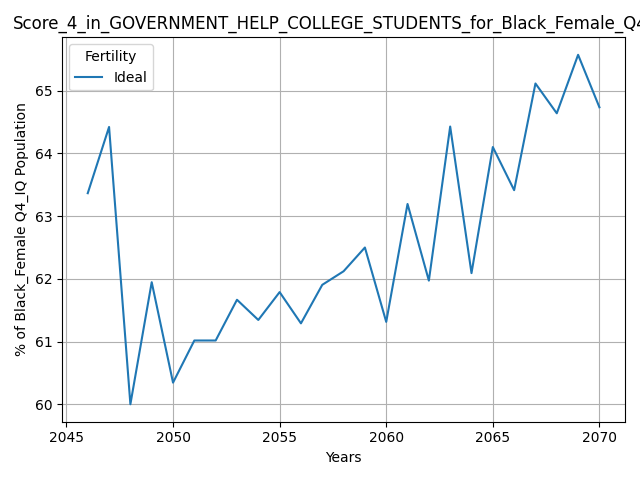 Score_4_in_GOVERNMENT_HELP_COLLEGE_STUDENTS_for_Black_Female_Q4
Fertility
Ideal
% of Black_Female Q4_IQ Population
65
64
63
62
61
60
2045 2050 2055 2060 2065 2070
Years